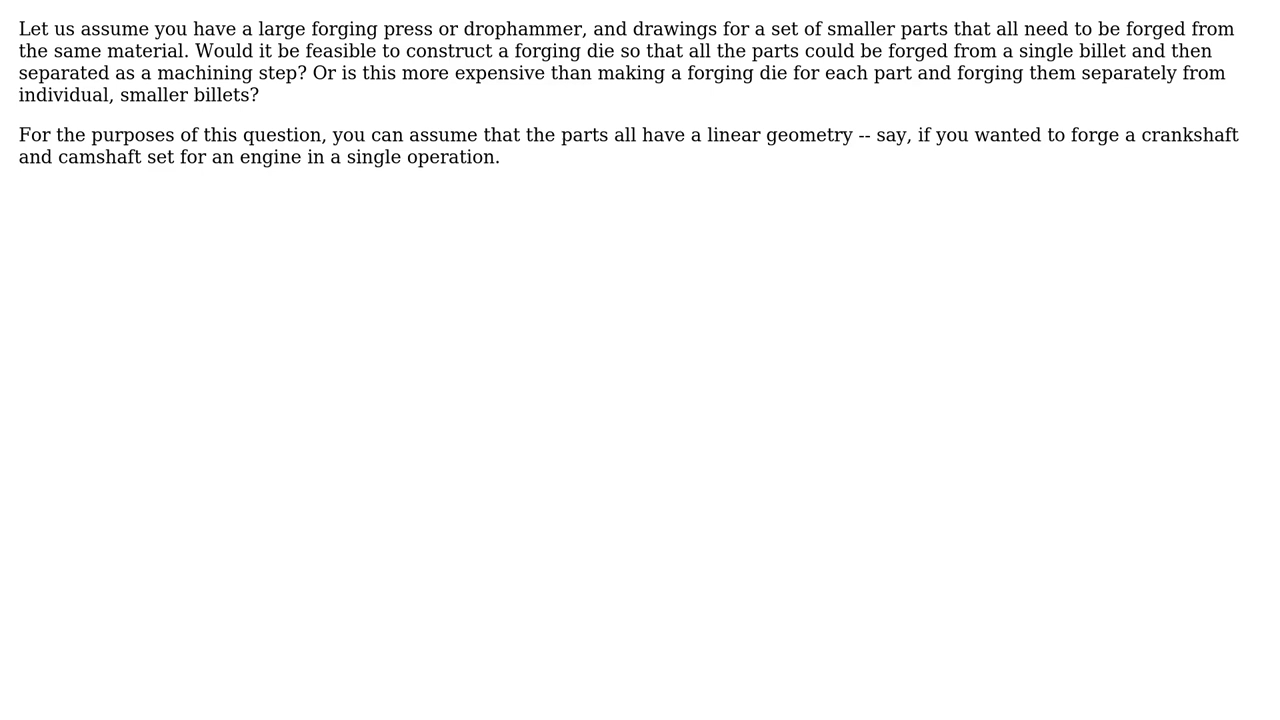 Let us assume you have a large forging press or drophammer, and drawings for a set of smaller parts that all need to be forged from
the same material. Would it be feasible to construct a forging die so that all the parts could be forged from a single billet and then
separated as a machining step? Or is this more expensive than making a forging die for each part and forging them separately from
individual, smaller billets?
For the purposes of this question, you can assume that the parts all have a linear geometry -- say, if you wanted to forge a crankshaft
and camshaft set for an engine in a single operation.